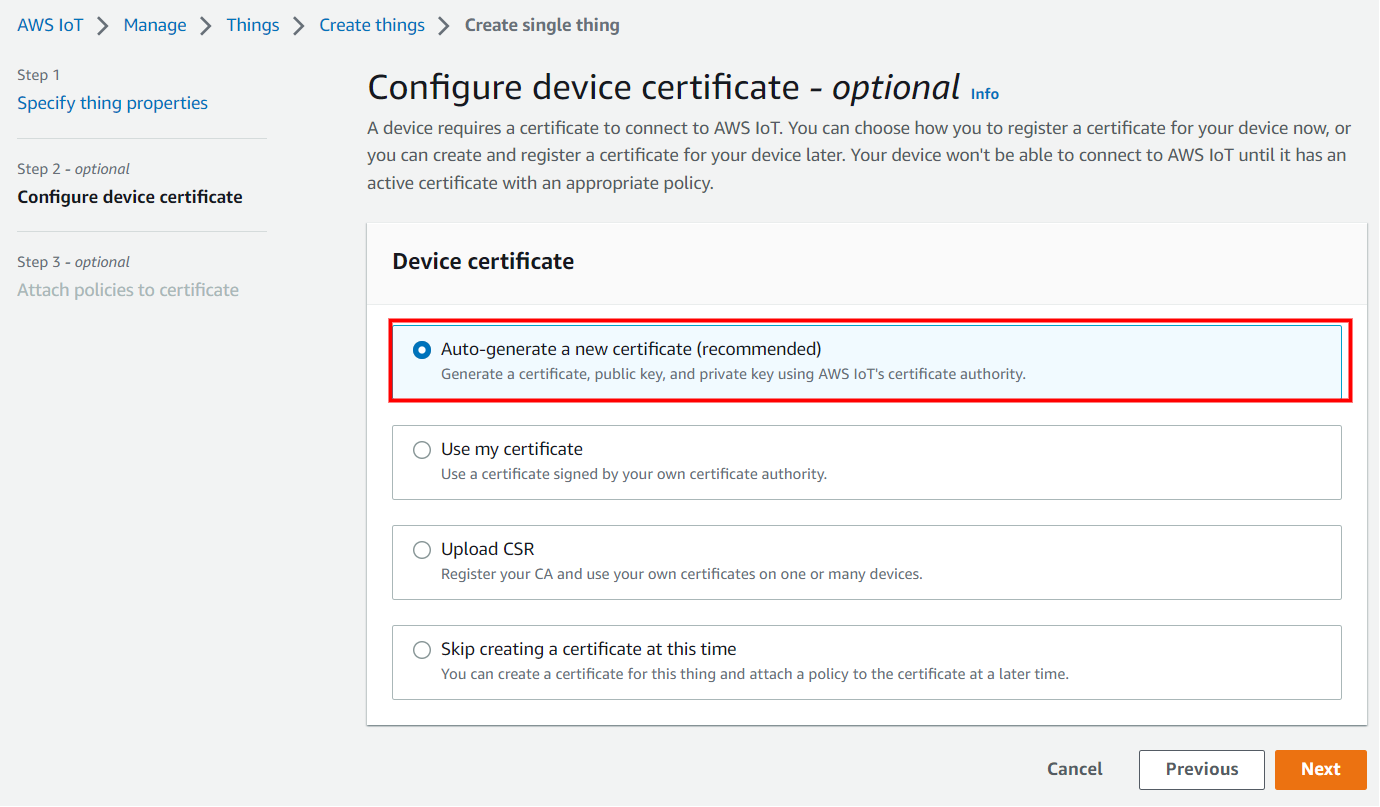 AWS IoT > Manage > Things > Create things > Create single thing
Step 1
Specify thing properties
Step 2 - optional
Configure device certificate
Step 3 - optional
Attach policies to certificate
Configure device certificate - optional Info
A device requires a certificate to connect to AWS IoT. You can choose how you to register a certificate for your device now, or
you can create and register a certificate for your device later. Your device won't be able to connect to AWS IoT until it has an
active certificate with an appropriate policy.
Device certificate
Auto-generate a new certificate (recommended)
Generate a certificate, public key, and private key using AWS IoT's certificate authority.
Use my certificate
Use a certificate signed by your own certificate authority.
Upload CSR
Register your CA and use your own certificates on one or many devices.
Skip creating a certificate at this time
You can create a certificate for this thing and attach a policy to the certificate at a later time.
Cancel Previous Next